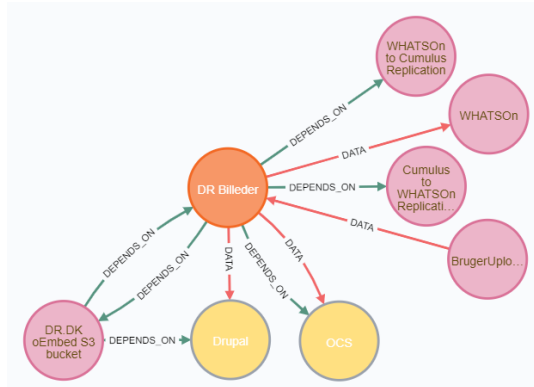 WHATSOn
to Cumulus
Replication
DEPENDS_ON
WHATSOn
DATA
DR Billeder
DEPENDS_ON
Cumulus
to
WHATSOn
Replicati...
DATA
BrugerUplo...
DEPENDS_ON
DEPENDS_ON
DATA
DEPENDS_ON
DATA
DR.DK
oEmbed S3
bucket
DEPENDS_ON
Drupal
OCS